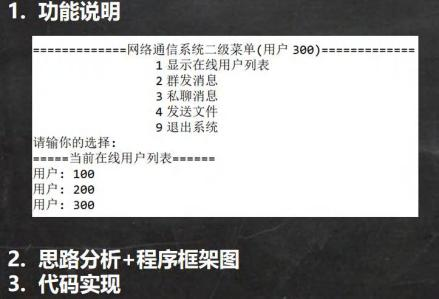 1. 功能说明
=============网络通信系统二级菜单(用户 300)=============
1 显示在线用户列表
2 群发消息
3 私聊消息
4 发送文件
9 退出系统
请输你的选择:
=====当前在线用户列表======
用户: 100
用户: 200
用户: 300
2. 思路分析+程序框架图
3. 代码实现